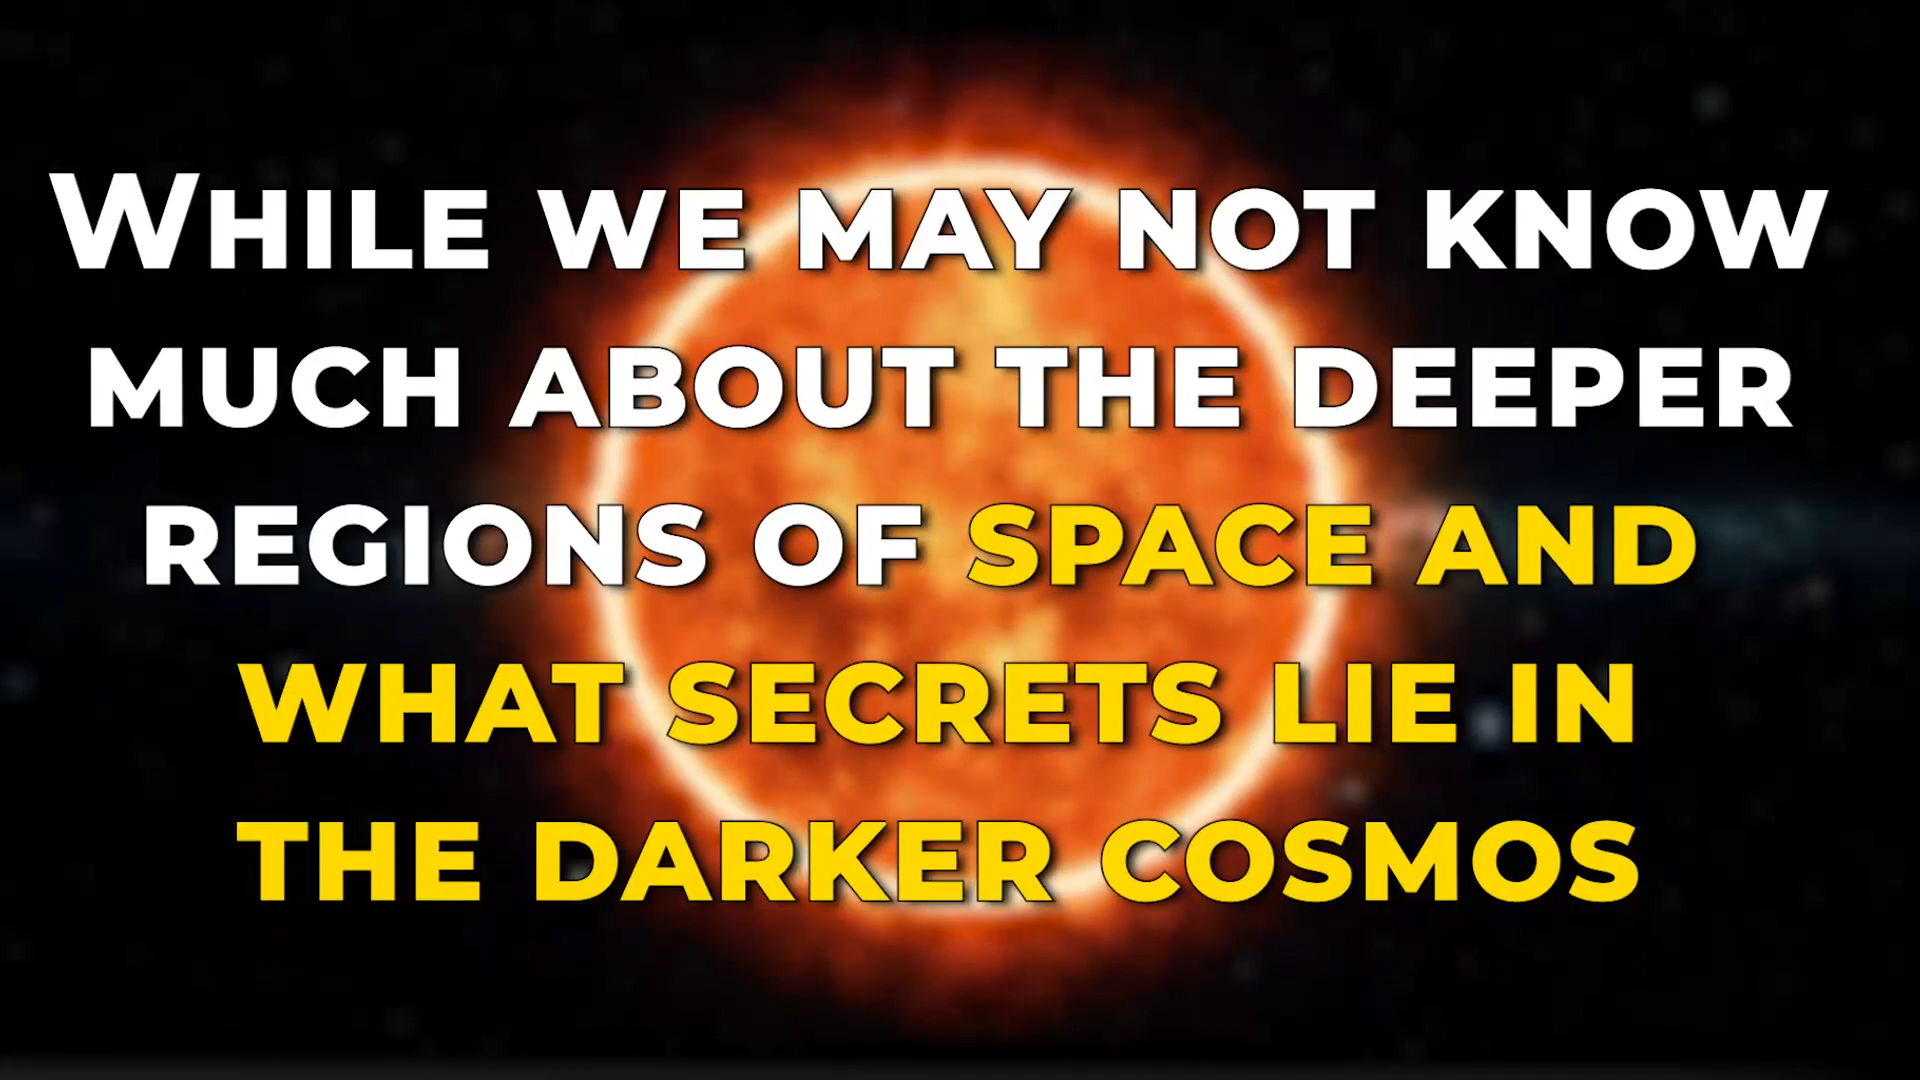 WHILE WE MAY NOT KNOW
MUCH ABOUT THE DEEPER
REGIONS OF SPACE AND
WHAT SECRETS LIE IN
THE DARKER COSMOS